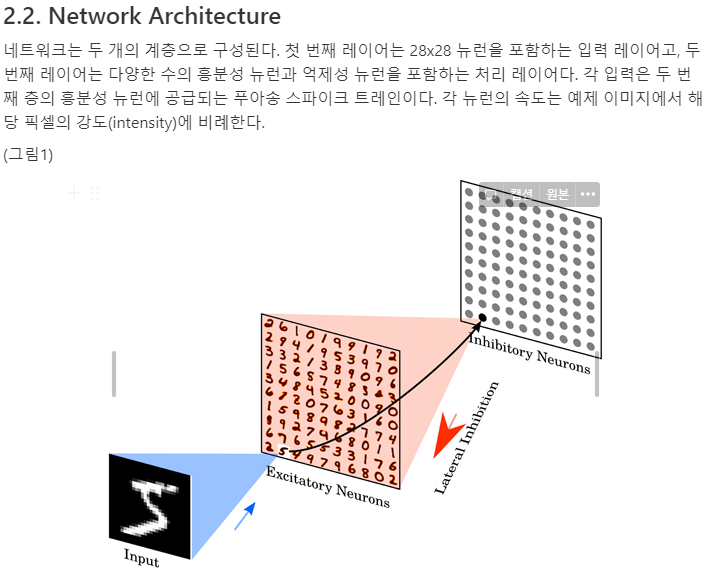 2.2. Network Architecture
네트워크는 두 개의 계층으로 구성된다. 첫 번째 레이어는 28x28 뉴런을 포함하는 입력 레이어고, 두
번째 레이어는 다양한 수의 흥분성 뉴런과 억제성 뉴런을 포함하는 처리 레이어다. 각 입력은 두 번
째 층의 흥분성 뉴런에 공급되는 푸아송 스파이크 트레인이다. 각 뉴런의 속도는 예제 이미지에서 해
당 픽셀의 강도(intensity)에 비례한다.
(그림1)
캡션 원본
Inhibitory Neurons
Lateral Inhibition
Excitatory Neurons
Input